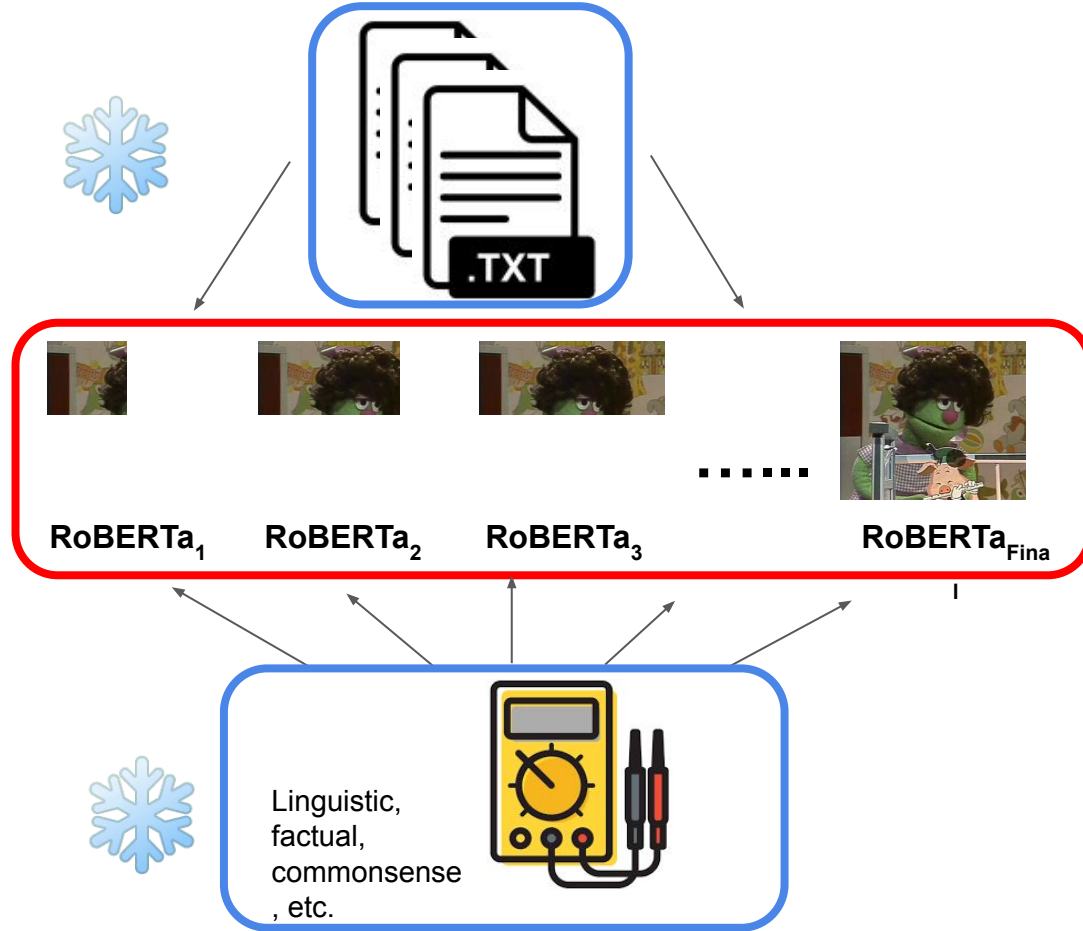 .TXT
......
RoBERTa1 RoBERTa2 RoBERTa3 RoBERTaFina
l
Linguistic,
factual,
commonsense
, etc.